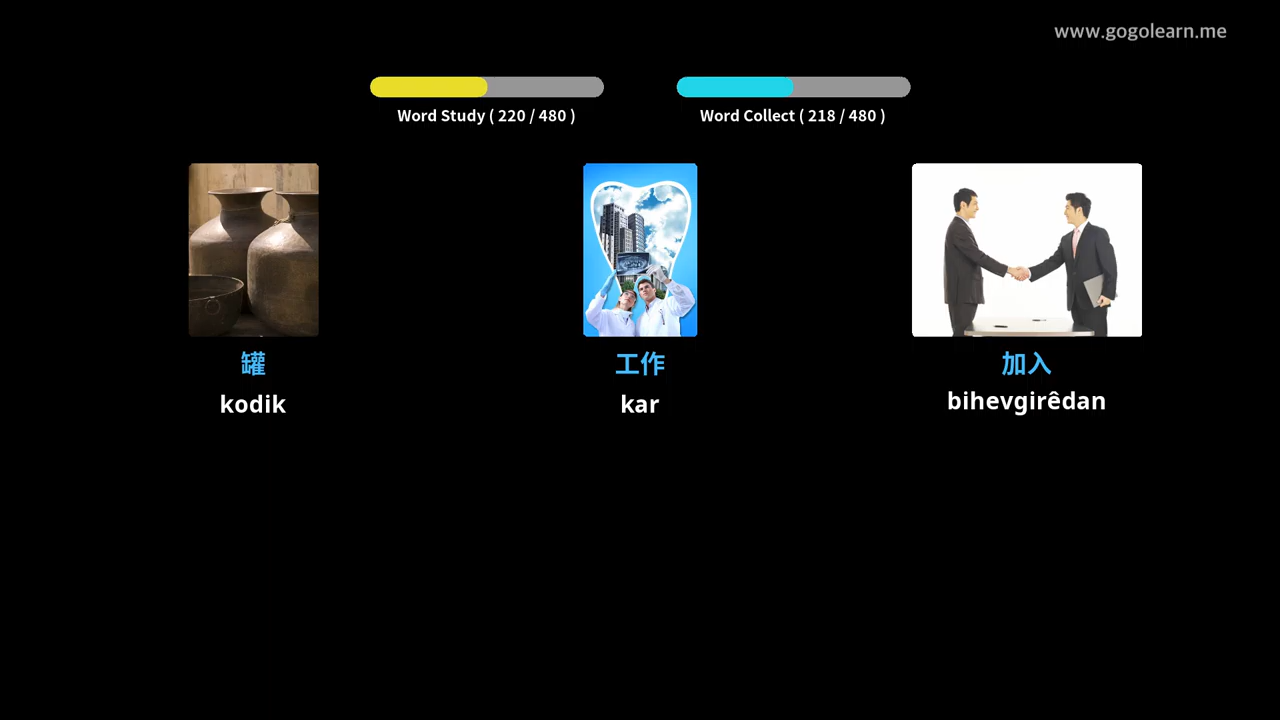 www.gogolearn.me
Word Study ( 220 / 480 )
Word Collect ( 218 / 480 )
罐
工作
加入
kodik
kar
bihevgirêdan